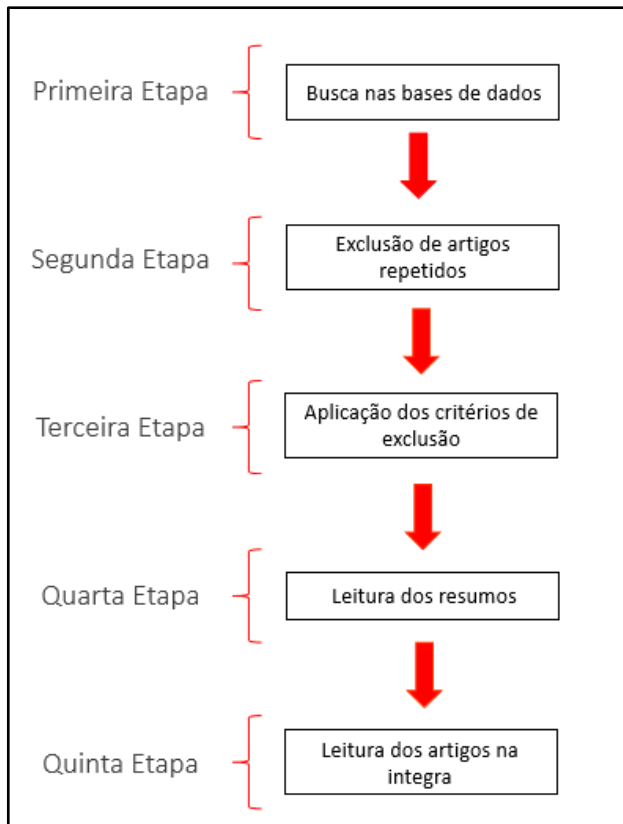 Primeira Etapa
Busca nas bases de dados
Segunda Etapa
Exclusão de artigos
repetidos
Terceira Etapa
Aplicação dos critérios de
exclusão
Quarta Etapa
Leitura dos resumos
Quinta Etapa
Leitura dos artigos na
integra